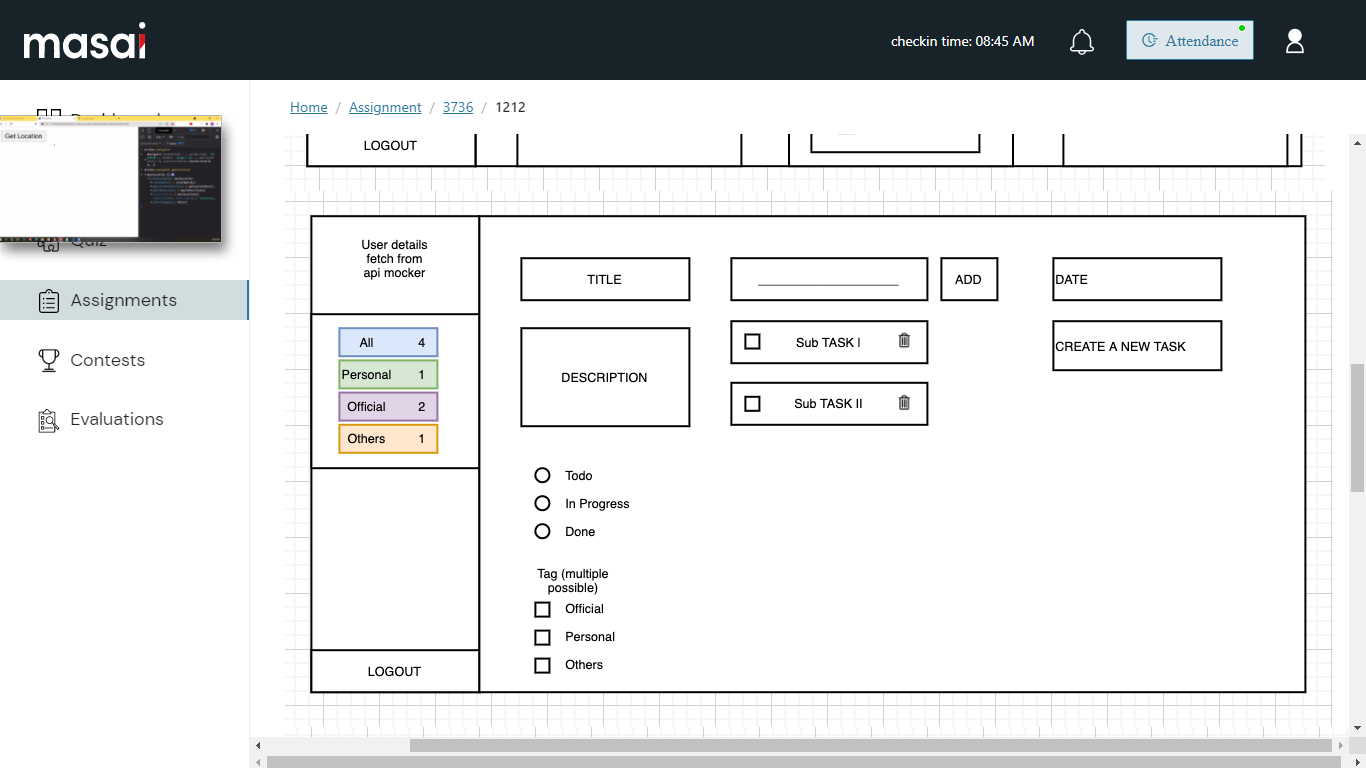 masai
checkin time: 08:45 AM
Attendance
Home / Assignment / 3736 / 1212
Get Location
Quiz
Assignments
Contests
Evaluations
LOGOUT
User details
fetch from
api mocker
All 4
Personal 1
Official 2
Others 1
LOGOUT
TITLE
ADD
DATE
DESCRIPTION
Sub TASK I
Sub TASK II
CREATE A NEW TASK
Todo
In Progress
Done
Tag (multiple
possible)
Official
Personal
Others